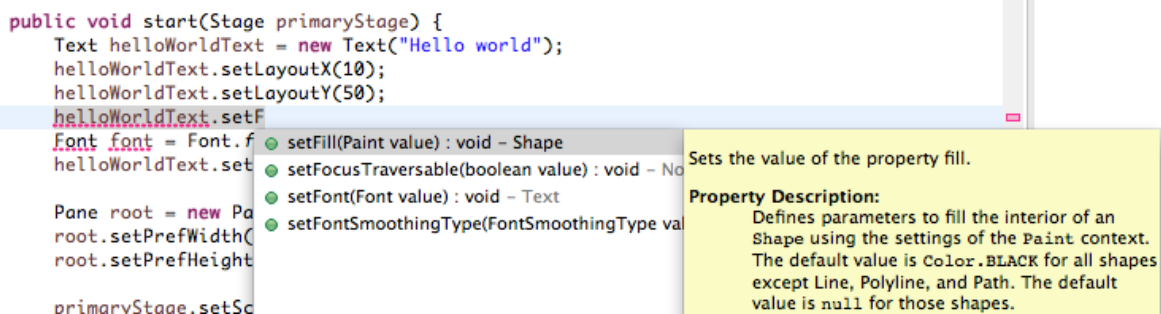 public void start(Stage primaryStage) {
Text helloWorldText = new Text("Hello world");
helloWorldText.setLayoutX(10);
helloWorldText.setLayoutY(50);
helloWorldText.setF
Font font = Font.f
helloWorldText.set
Pane root = new Pa
root.setPrefWidth(
root.setPrefHeight
primaryStage.setSc
setFill(Paint value) : void – Shape
setFocusTraversable(boolean value) : void – No
setFont(Font value) : void – Text
setFontSmoothingType(FontSmoothingType val
Sets the value of the property fill.
Property Description:
Defines parameters to fill the interior of an
Shape using the settings of the Paint context.
The default value is Color.BLACK for all shapes
except Line, Polyline, and Path. The default
value is null for those shapes.